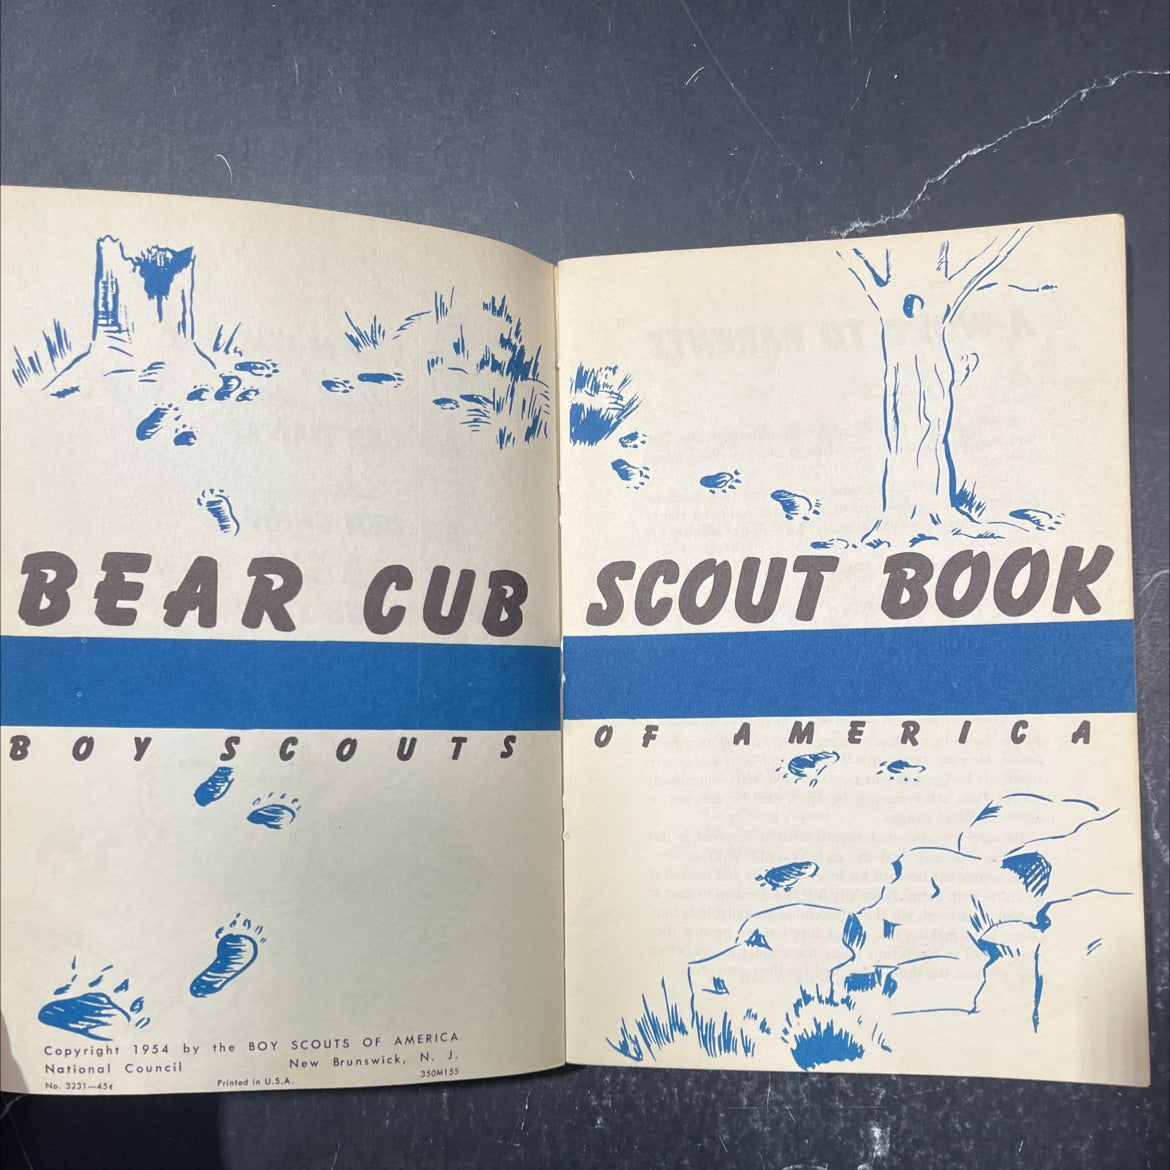 BEAR CUB SCOUT BOOK
BOY SCOUTS OF AMERICA
Copyright 1954 by the BOY SCOUTS OF AMERICA
National Council New Brunswick, N. J.
No. 3231—45¢ Printed in U.S.A. 350M155